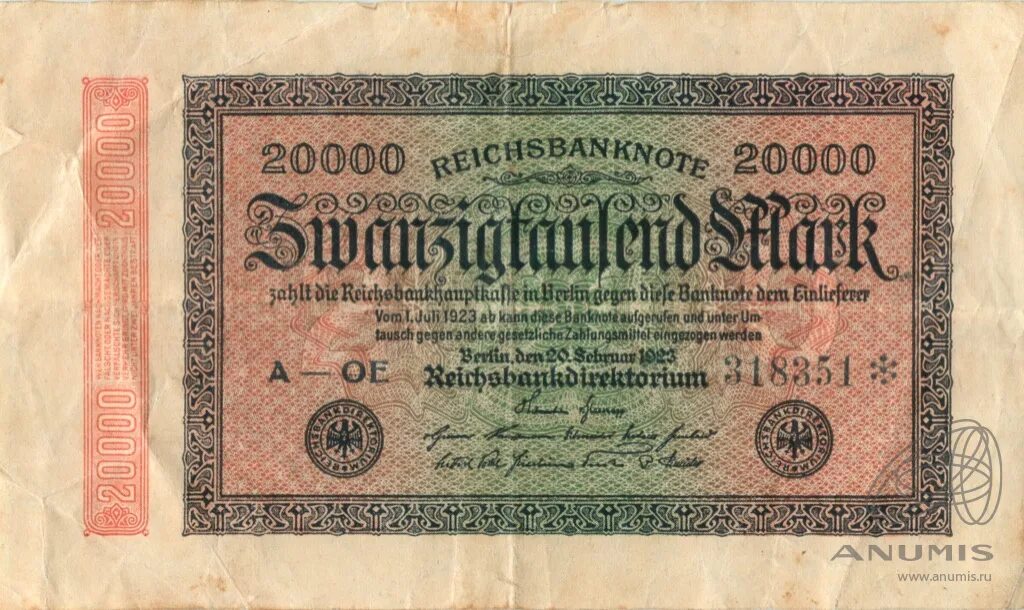 20000 REICHSBANKNOTE 20000
Zwanzigtausend Mark
zahlt die Reichsbankhauptkasse in Berlin gegen diese Banknote dem Einlieferer
Vom 1. Juli 1923 ab kann diese Banknote aufgerufen und unter Um-
tausch gegen andere gesetzliche Zahlungsmittel eingezogen werden
Berlin, den 20. Februar 1923
A — OE Reichsbankdirektorium 318351 *
REICHSBANKDIREKTORIUM
REICHSBANKDIREKTORIUM
20000
20000
ANUMIS
www.anumis.ru